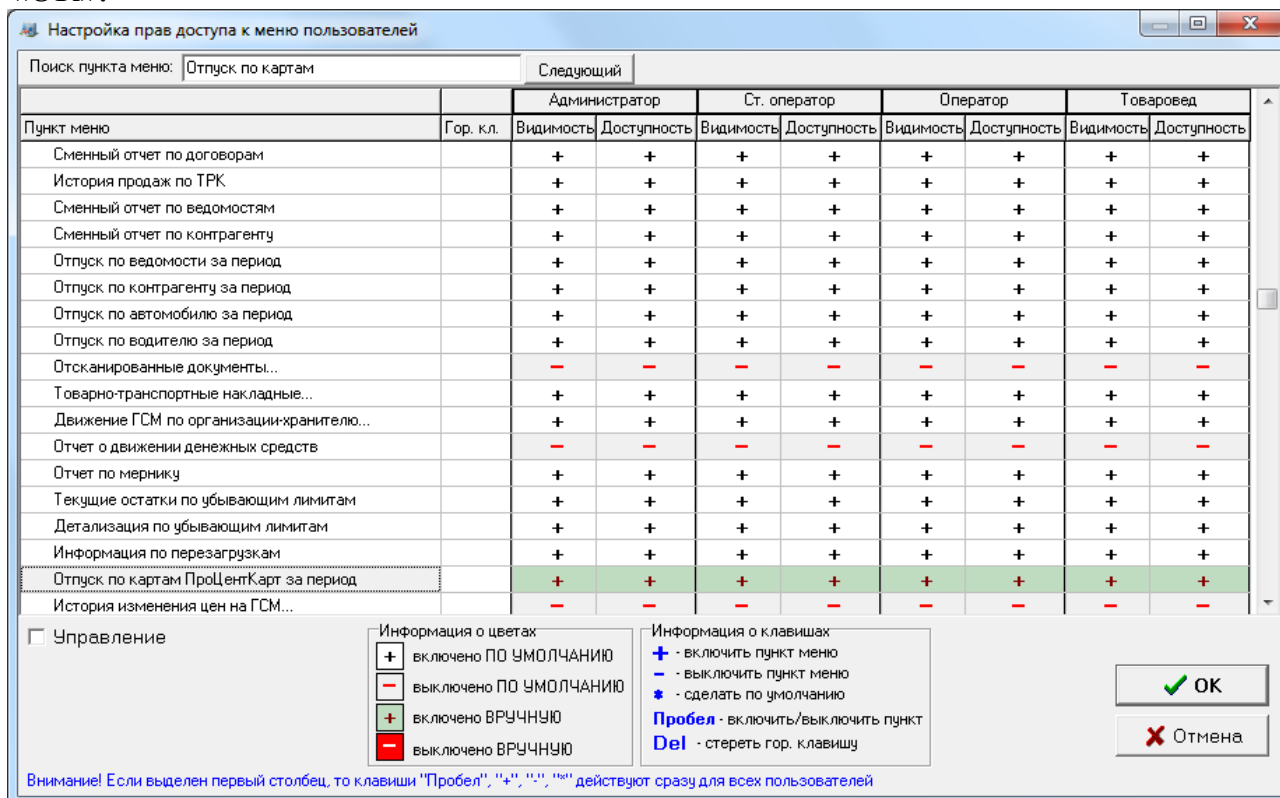 Настройка прав доступа к меню пользователей
Поиск пункта меню: Отпуск по картам Следующий
Администратор Ст. оператор Оператор Товаровед
Пункт меню Гор. кл. Видимость Доступность Видимость Доступность Видимость Доступность Видимость Доступность
Сменный отчет по договорам + + + + + + + +
История продаж по ТРК + + + + + + + +
Сменный отчет по ведомостям + + + + + + + +
Сменный отчет по контрагенту + + + + + + + +
Отпуск по ведомости за период + + + + + + + +
Отпуск по контрагенту за период + + + + + + + +
Отпуск по автомобилю за период + + + + + + + +
Отпуск по водителю за период + + + + + + + +
Отсканированные документы... − − − − − − − −
Товарно-транспортные накладные... + + + + + + + +
Движение ГСМ по организации-хранителю... + + + + + + + +
Отчет о движении денежных средств − − − − − − − −
Отчет по мернику + + + + + + + +
Текущие остатки по убывающим лимитам + + + + + + + +
Детализация по убывающим лимитам + + + + + + + +
Информация по перезагрузкам + + + + + + + +
Отпуск по картам ПроЦентКарт за период + + + + + + + +
История изменения цен на ГСМ... − − − − − − − −
Управление
Информация о цветах
+ включено ПО УМОЛЧАНИЮ
− выключено ПО УМОЛЧАНИЮ
+ включено ВРУЧНУЮ
− выключено ВРУЧНУЮ
Информация о клавишах
+ - включить пункт меню
− - выключить пункт меню
* - сделать по умолчанию
Пробел - включить/выключить пункт
Del - стереть гор. клавишу
OK
Отмена
Внимание! Если выделен первый столбец, то клавиши "Пробел", "+", "-", "*" действуют сразу для всех пользователей